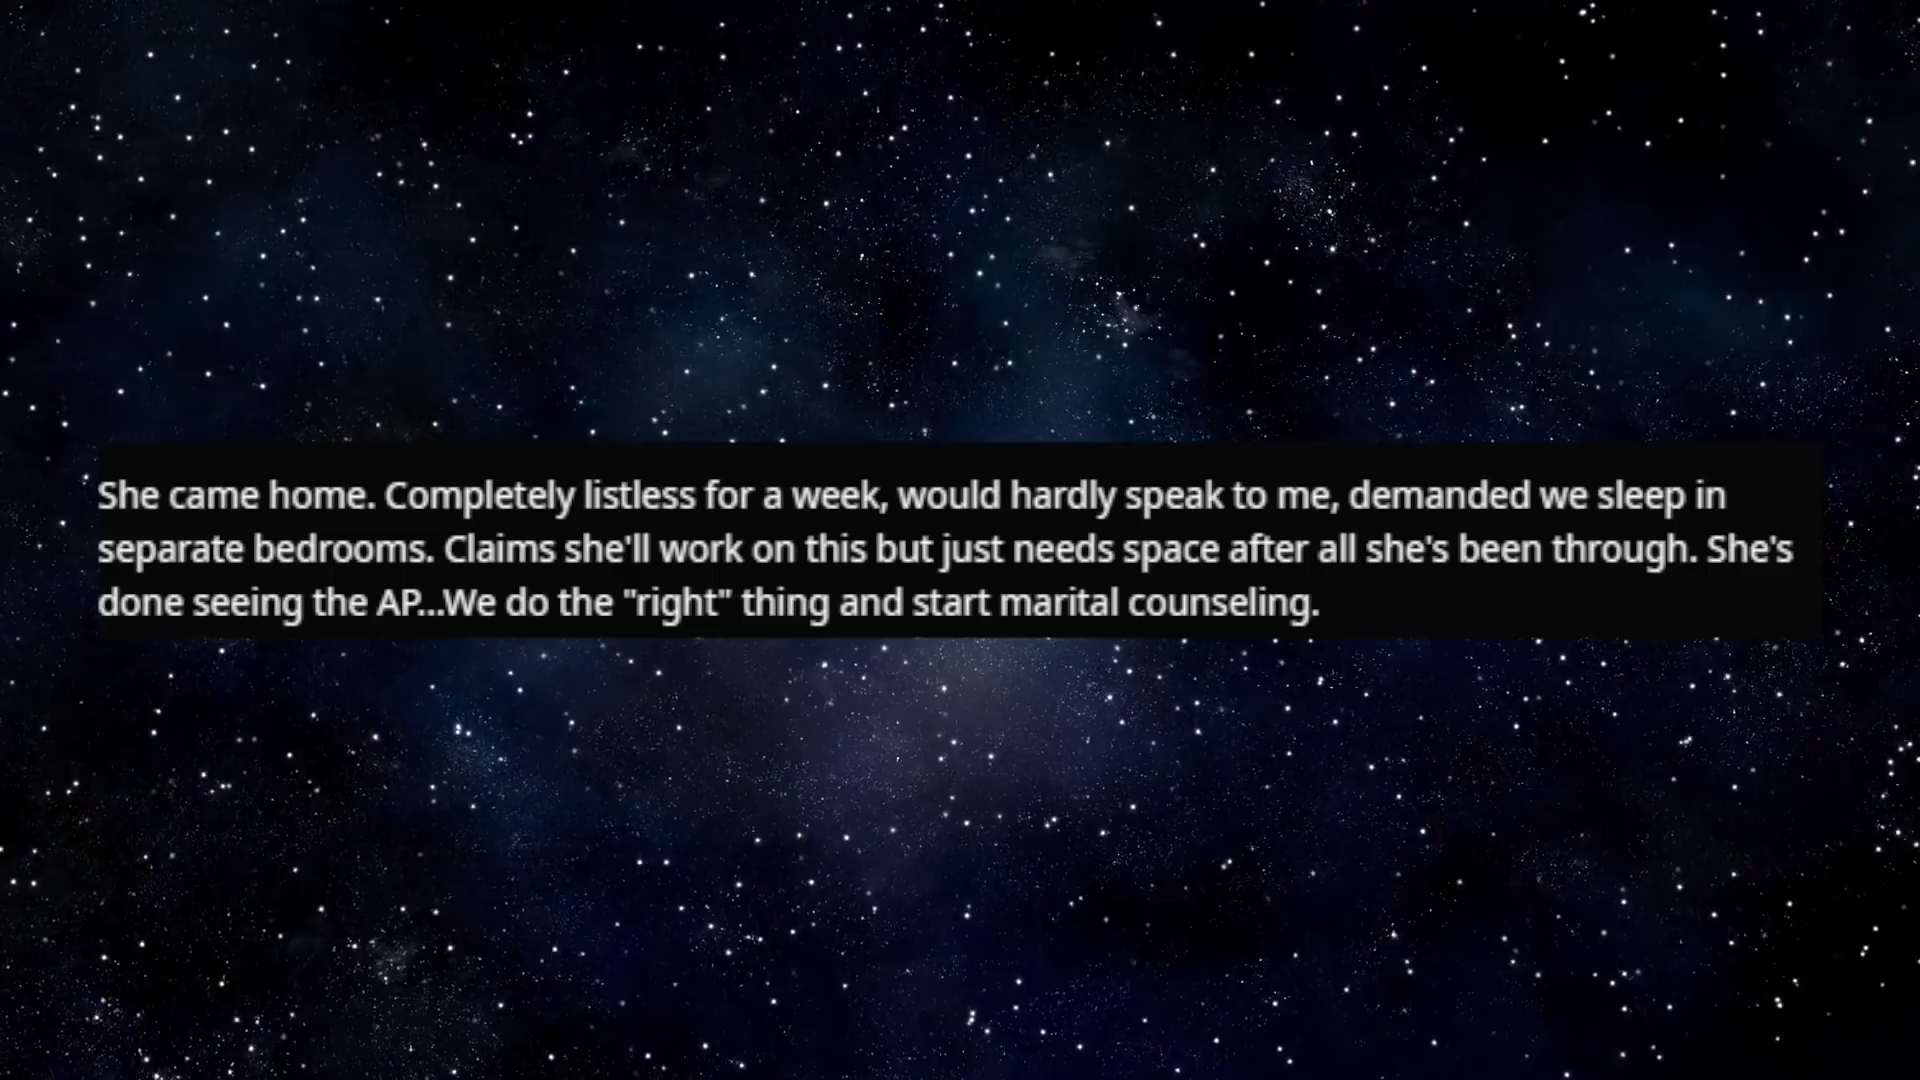 She came home. Completely listless for a week, would hardly speak to me, demanded we sleep in
separate bedrooms. Claims she'll work on this but just needs space after all she's been through. She's
done seeing the AP...We do the "right" thing and start marital counseling.